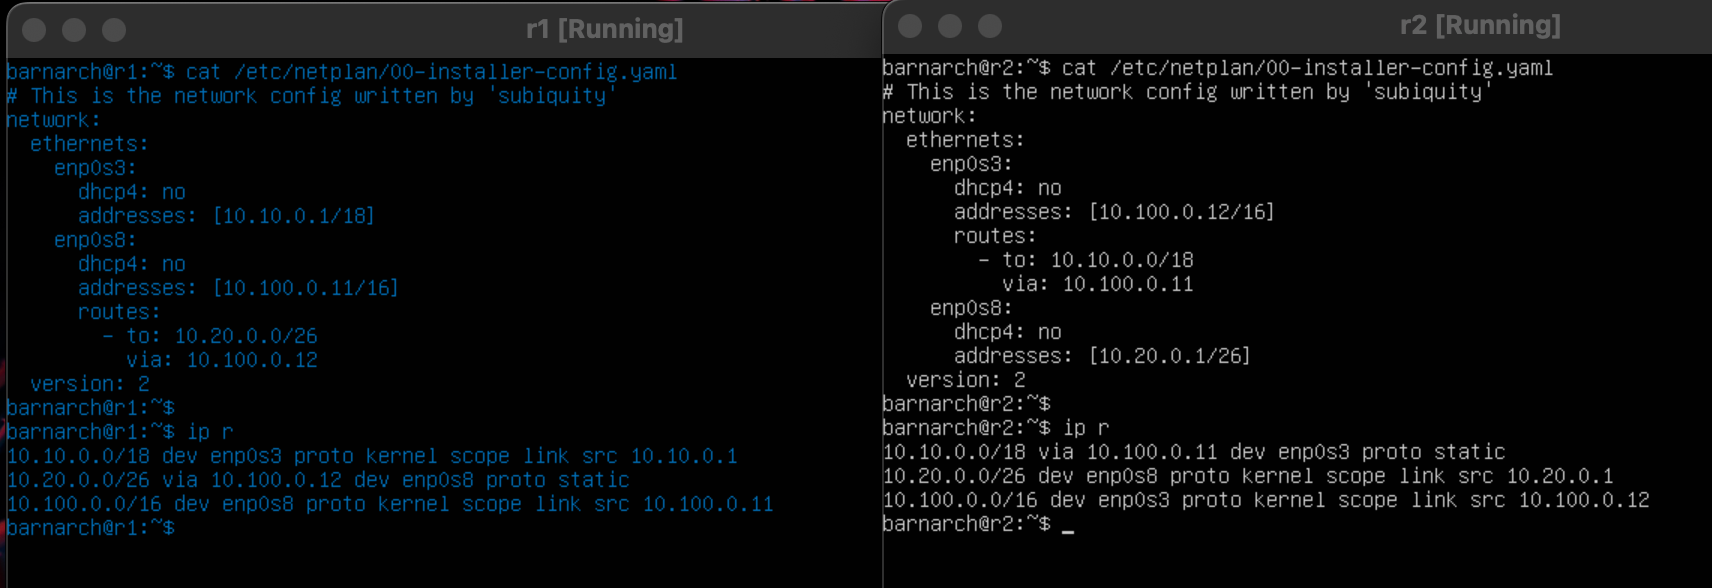 r1 [Running]
barnarch@r1:~$ cat /etc/netplan/00-installer-config.yaml
# This is the network config written by 'subiquity'
network:
  ethernets:
    enp0s3:
      dhcp4: no
      addresses: [10.10.0.1/18]
    enp0s8:
      dhcp4: no
      addresses: [10.100.0.11/16]
      routes:
        - to: 10.20.0.0/26
          via: 10.100.0.12
  version: 2
barnarch@r1:~$
barnarch@r1:~$ ip r
10.10.0.0/18 dev enp0s3 proto kernel scope link src 10.10.0.1
10.20.0.0/26 via 10.100.0.12 dev enp0s8 proto static
10.100.0.0/16 dev enp0s8 proto kernel scope link src 10.100.0.11
barnarch@r1:~$
r2 [Running]
barnarch@r2:~$ cat /etc/netplan/00-installer-config.yaml
# This is the network config written by 'subiquity'
network:
  ethernets:
    enp0s3:
      dhcp4: no
      addresses: [10.100.0.12/16]
      routes:
        - to: 10.10.0.0/18
          via: 10.100.0.11
    enp0s8:
      dhcp4: no
      addresses: [10.20.0.1/26]
  version: 2
barnarch@r2:~$
barnarch@r2:~$ ip r
10.10.0.0/18 via 10.100.0.11 dev enp0s3 proto static
10.20.0.0/26 dev enp0s8 proto kernel scope link src 10.20.0.1
10.100.0.0/16 dev enp0s3 proto kernel scope link src 10.100.0.12
barnarch@r2:~$ _